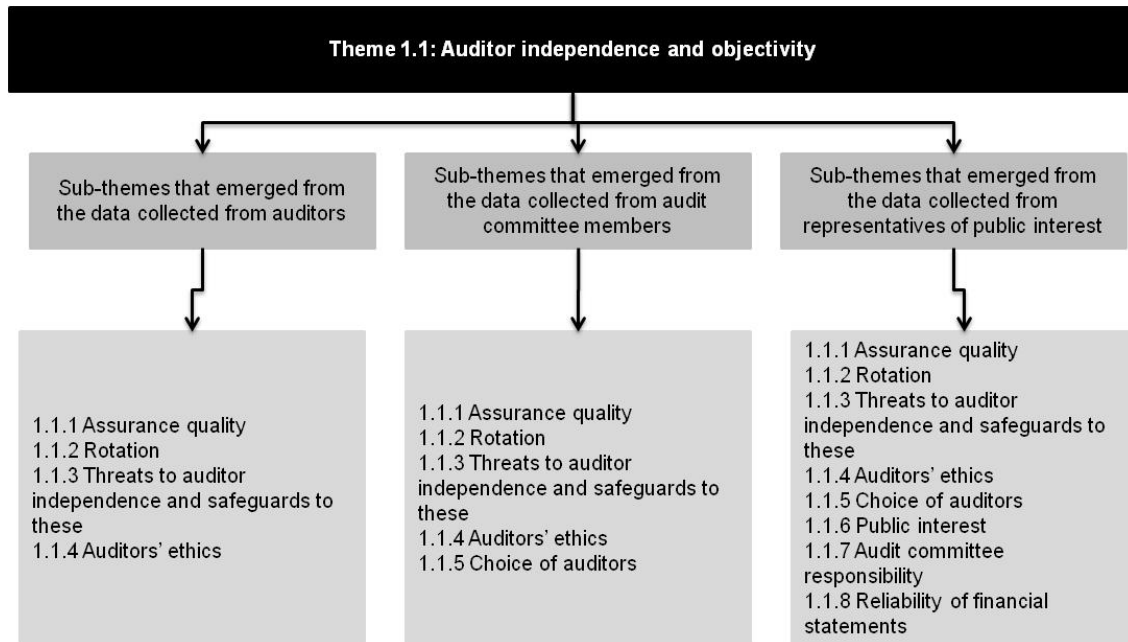 Theme 1.1: Auditor independence and objectivity
Sub-themes that emerged from
the data collected from auditors
Sub-themes that emerged from
the data collected from audit
committee members
Sub-themes that emerged from
the data collected from
representatives of public interest
1.1.1 Assurance quality
1.1.2 Rotation
1.1.3 Threats to auditor
independence and safeguards to
these
1.1.4 Auditors’ ethics
1.1.1 Assurance quality
1.1.2 Rotation
1.1.3 Threats to auditor
independence and safeguards to
these
1.1.4 Auditors’ ethics
1.1.5 Choice of auditors
1.1.1 Assurance quality
1.1.2 Rotation
1.1.3 Threats to auditor
independence and safeguards to
these
1.1.4 Auditors’ ethics
1.1.5 Choice of auditors
1.1.6 Public interest
1.1.7 Audit committee
responsibility
1.1.8 Reliability of financial
statements